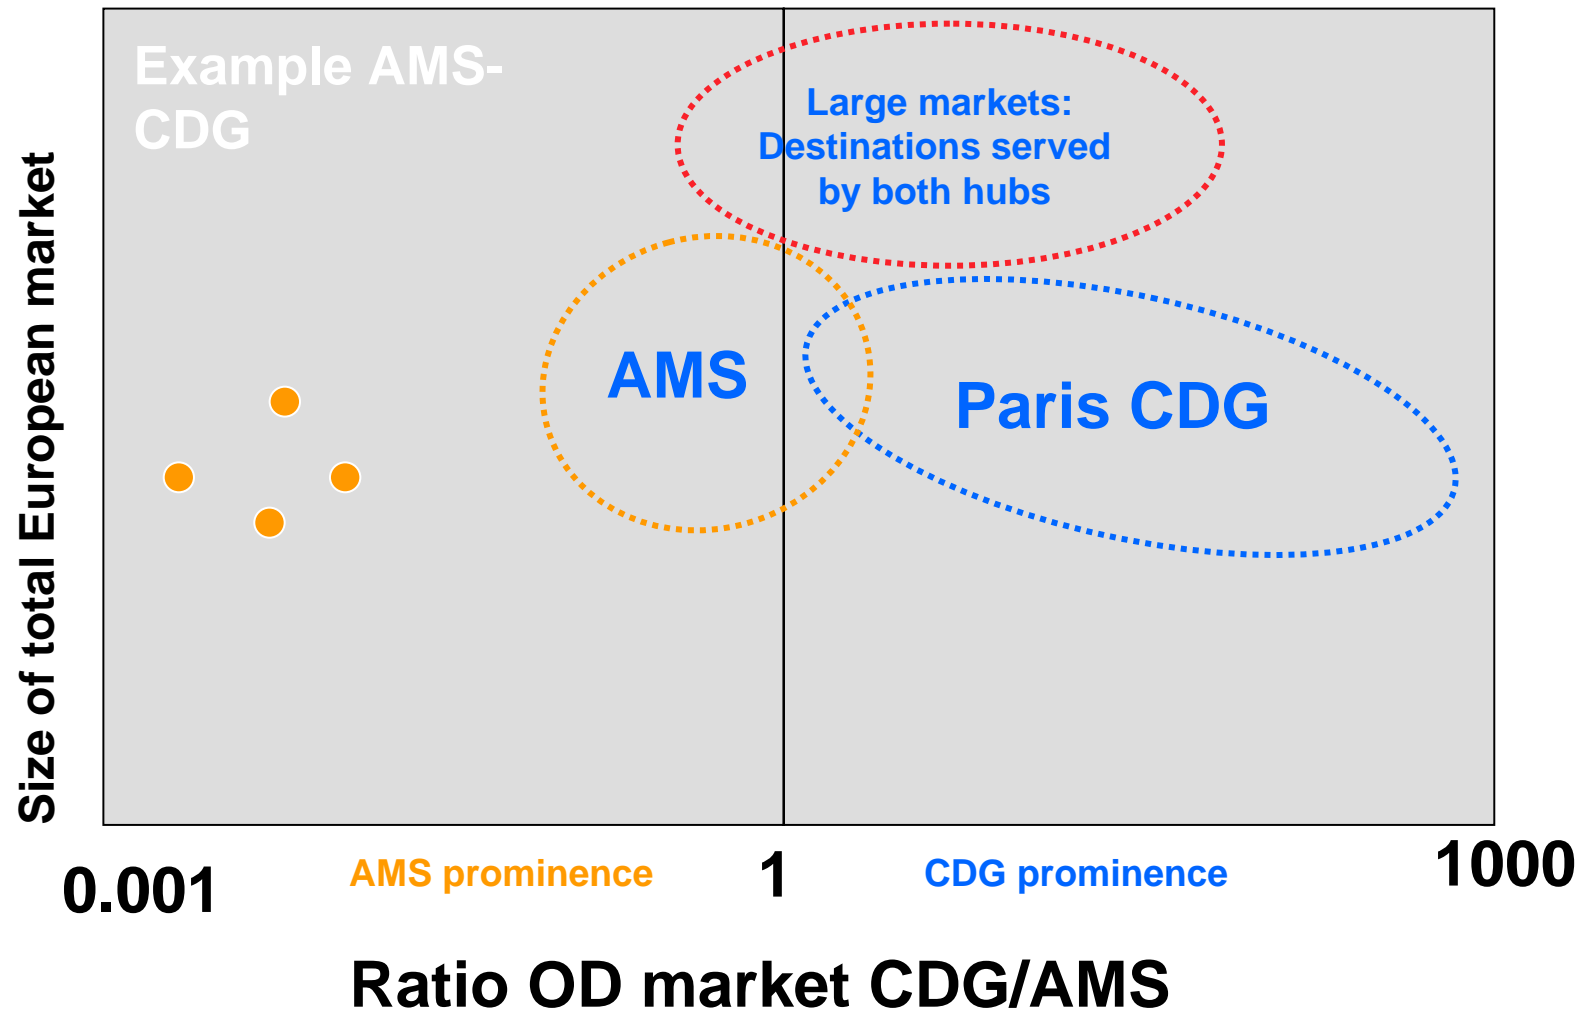 Example AMS-
CDG
Large markets:
Destinations served
by both hubs
Size of total European market
AMS
Paris CDG
0.001
AMS prominence
1
CDG prominence
1000
Ratio OD market CDG/AMS